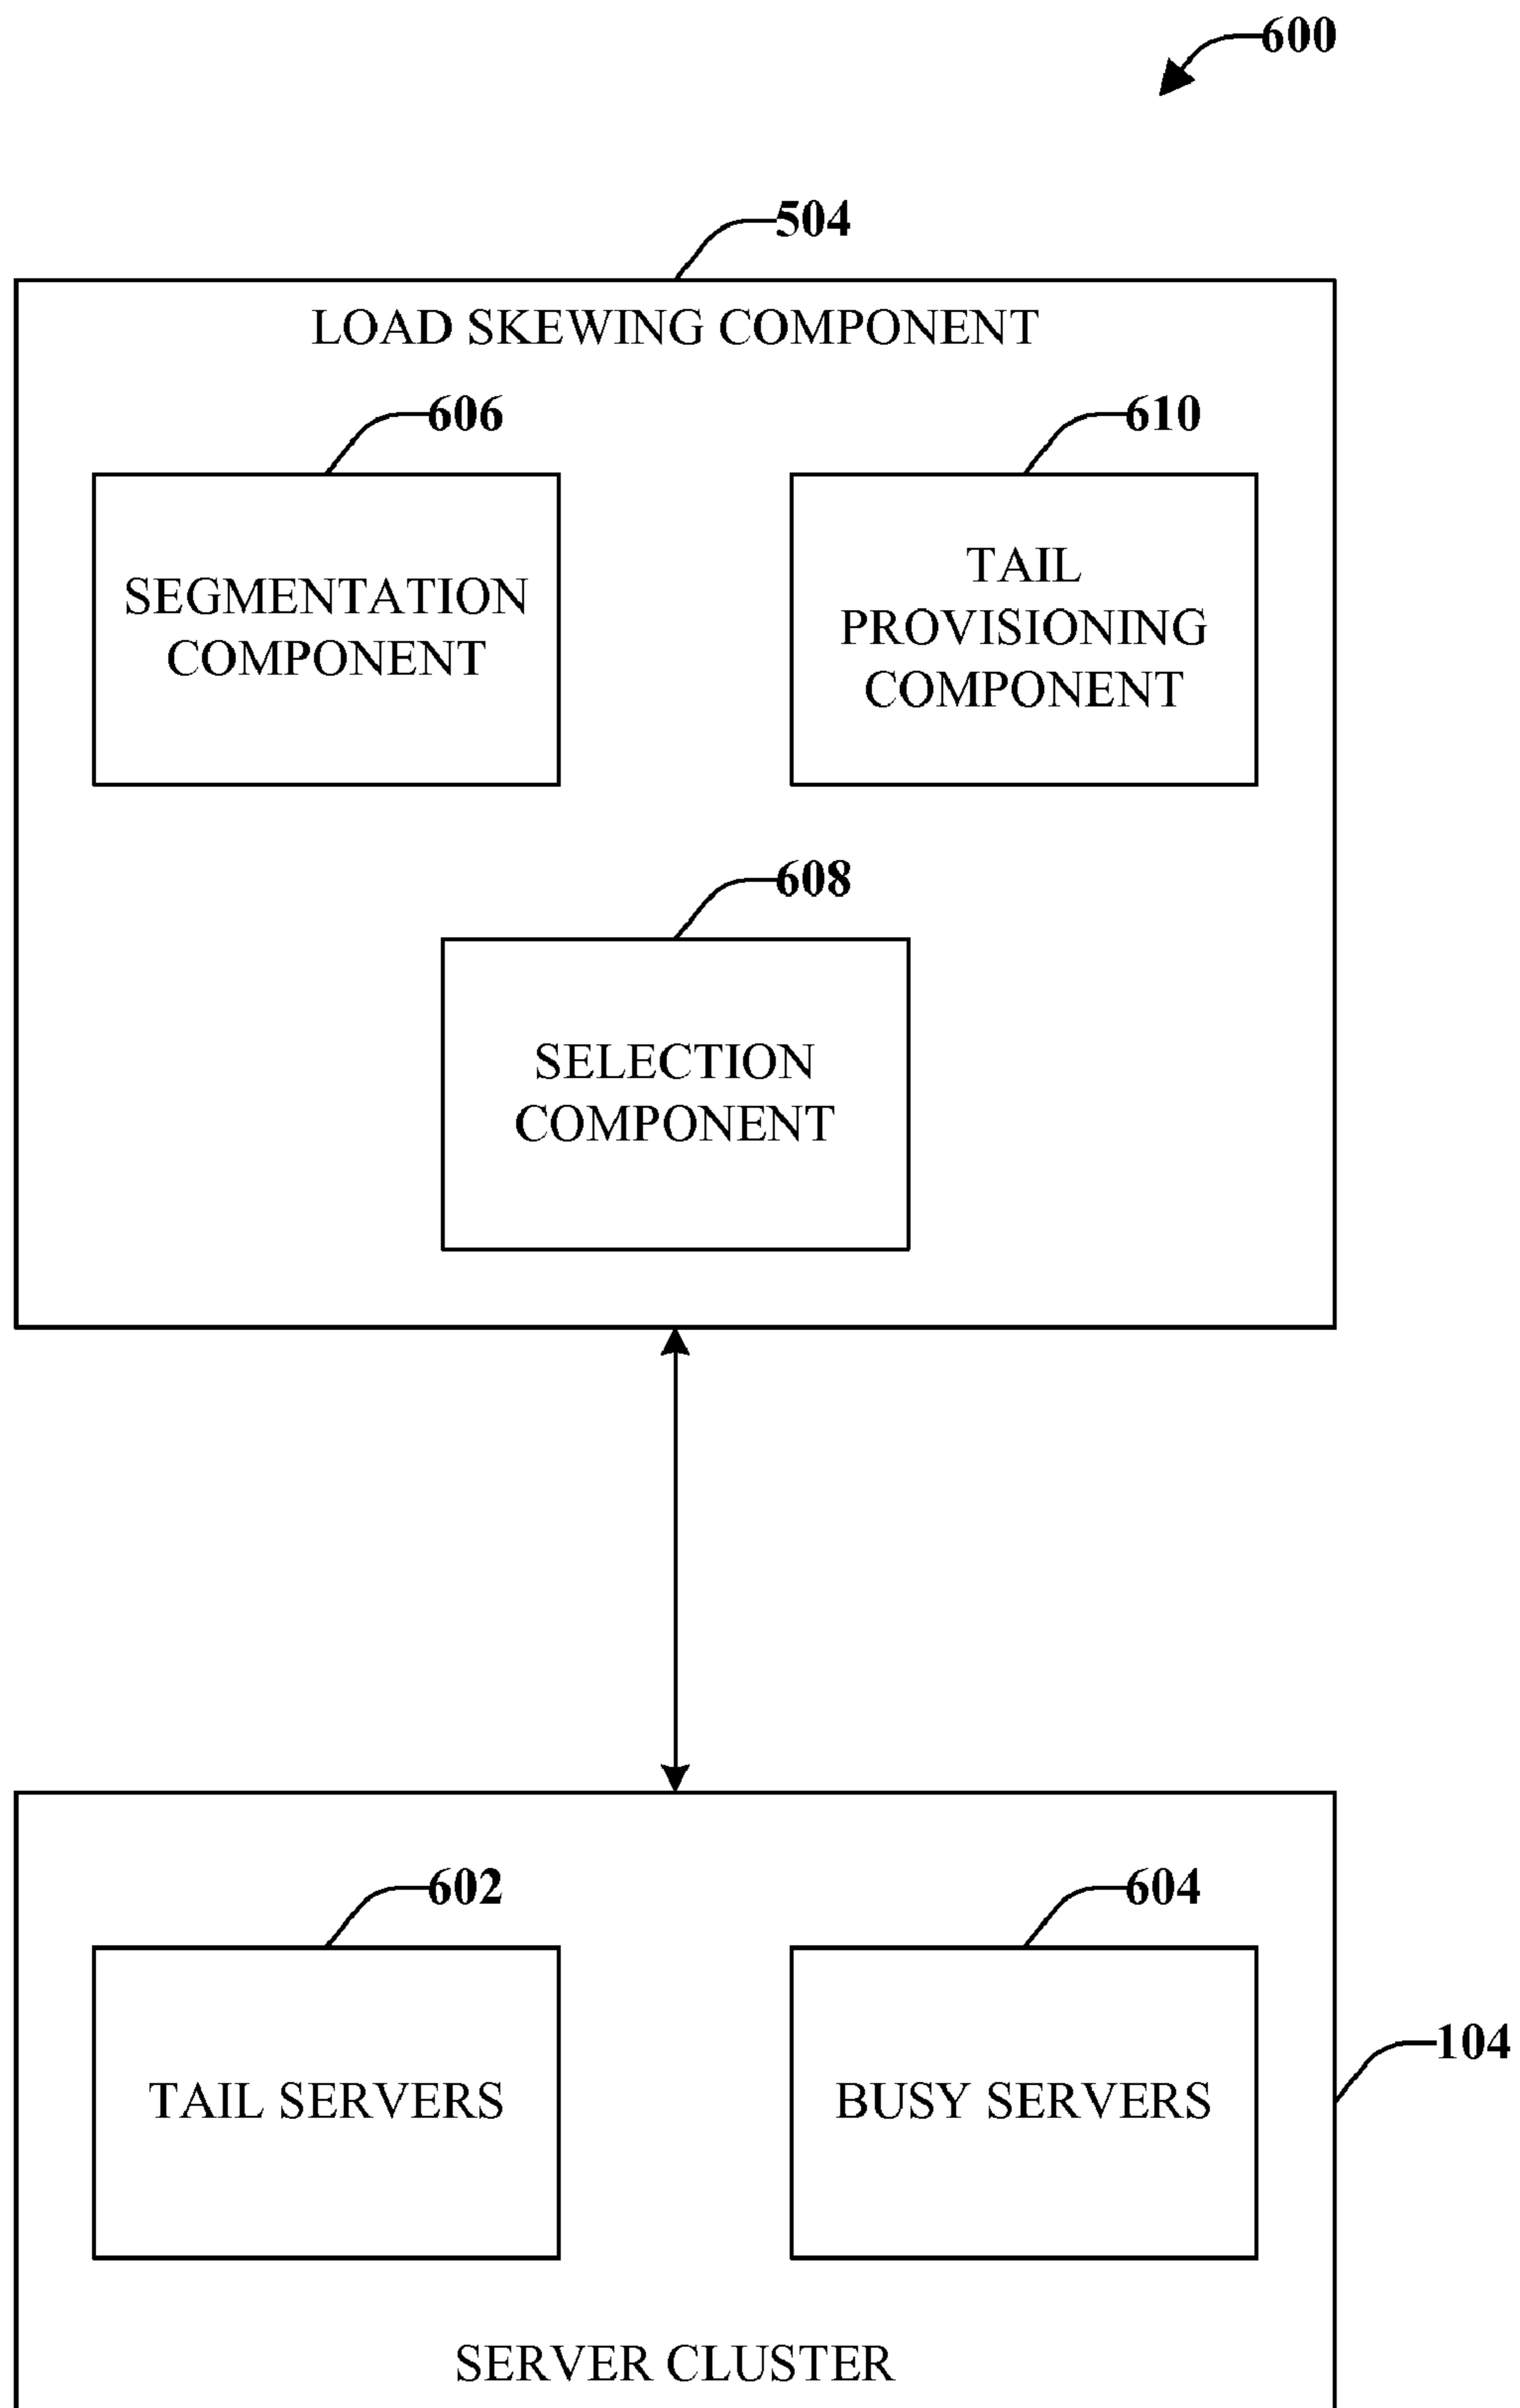 600
504
LOAD SKEWING COMPONENT
606
610
SEGMENTATION
COMPONENT
TAIL
PROVISIONING
COMPONENT
608
SELECTION
COMPONENT
602
604
104
TAIL SERVERS
BUSY SERVERS
SERVER CLUSTER